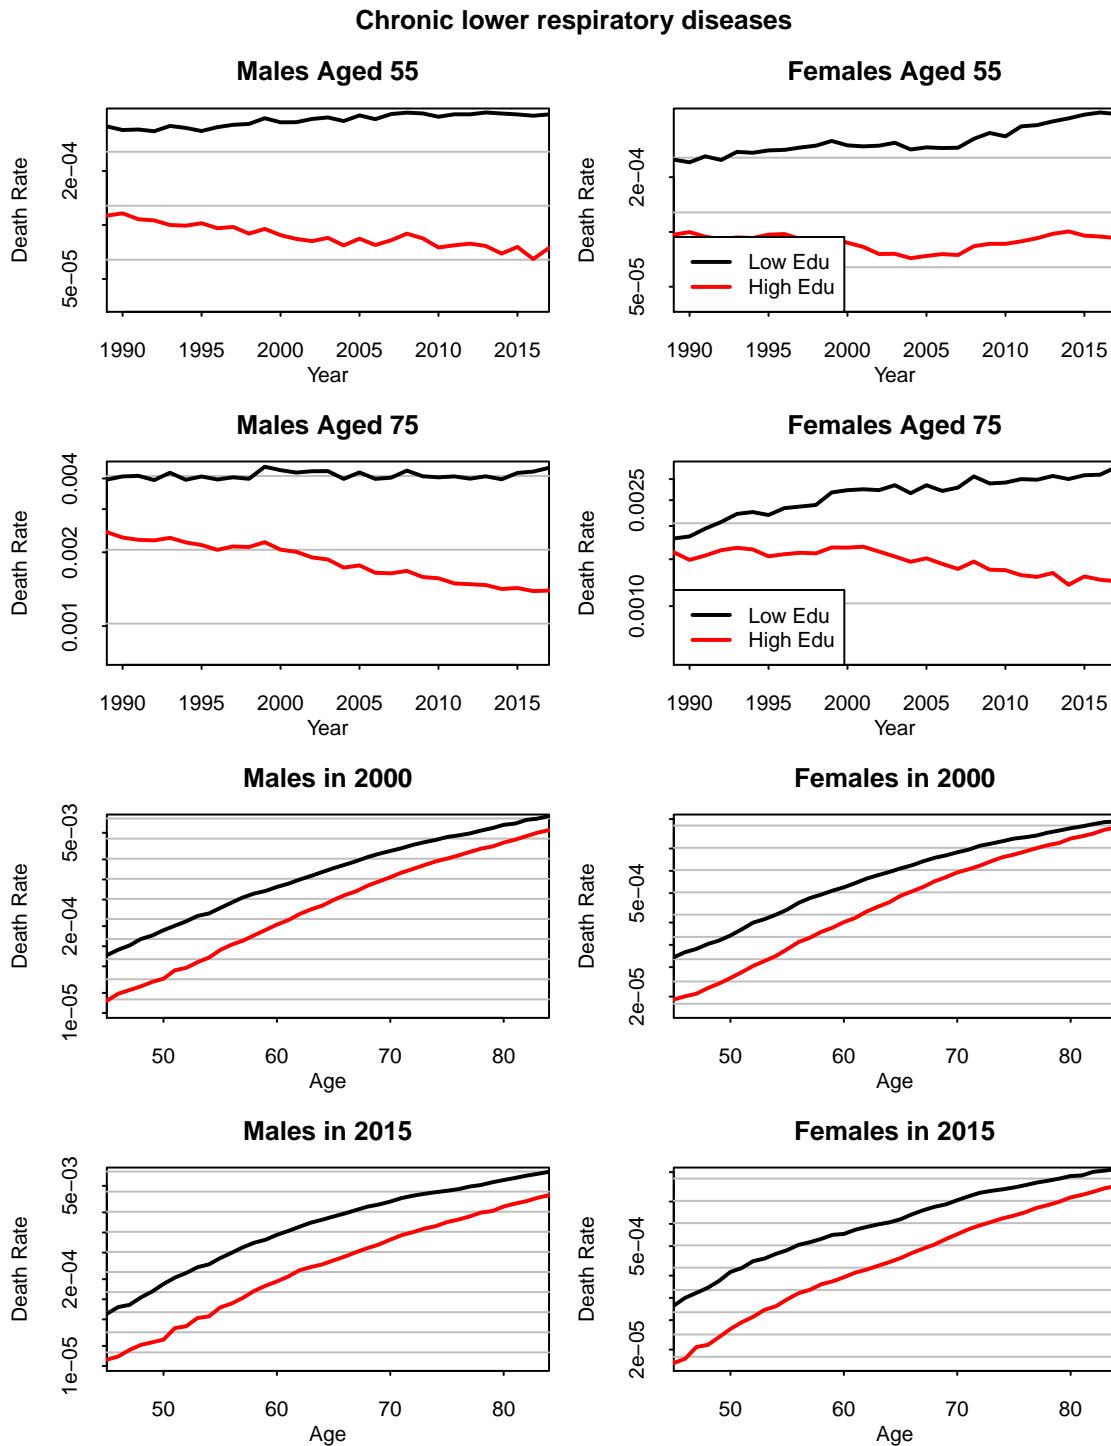 Chronic lower respiratory diseases
Males Aged 55
Death Rate
2e−04
5e−05
1990 1995 2000 2005 2010 2015
Year
Females Aged 55
Death Rate
2e−04
5e−05
Low Edu
High Edu
1990 1995 2000 2005 2010 2015
Year
Males Aged 75
Death Rate
0.004
0.002
0.001
1990 1995 2000 2005 2010 2015
Year
Females Aged 75
Death Rate
0.0025
0.0010
Low Edu
High Edu
1990 1995 2000 2005 2010 2015
Year
Males in 2000
Death Rate
5e−03
2e−04
1e−05
50 60 70 80
Age
Females in 2000
Death Rate
5e−04
2e−05
50 60 70 80
Age
Males in 2015
Death Rate
5e−03
2e−04
1e−05
50 60 70 80
Age
Females in 2015
Death Rate
5e−04
2e−05
50 60 70 80
Age